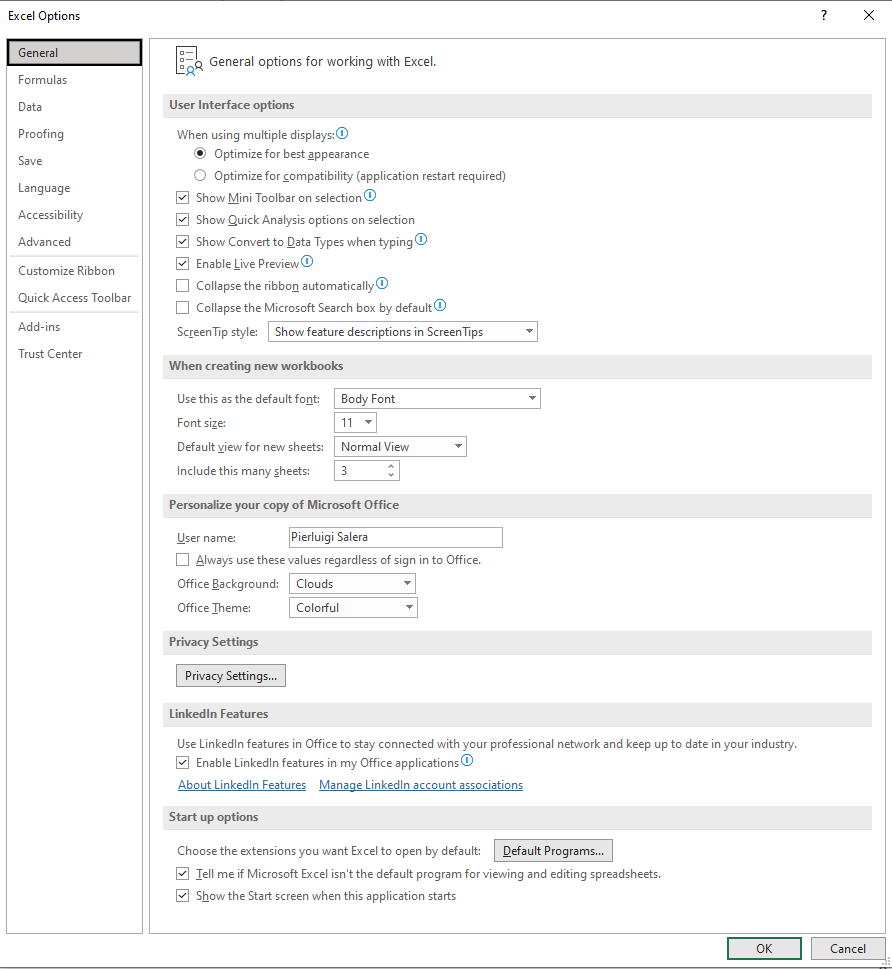 Excel Options
?
General
Formulas
Data
Proofing
Save
Language
Accessibility
Advanced
Customize Ribbon
Quick Access Toolbar
Add-ins
Trust Center
General options for working with Excel.
User Interface options
When using multiple displays:
Optimize for best appearance
Optimize for compatibility (application restart required)
Show Mini Toolbar on selection
Show Quick Analysis options on selection
Show Convert to Data Types when typing
Enable Live Preview
Collapse the ribbon automatically
Collapse the Microsoft Search box by default
ScreenTip style: Show feature descriptions in ScreenTips
When creating new workbooks
Use this as the default font: Body Font
Font size: 11
Default view for new sheets: Normal View
Include this many sheets: 3
Personalize your copy of Microsoft Office
User name: Pierluigi Salera
Always use these values regardless of sign in to Office.
Office Background: Clouds
Office Theme: Colorful
Privacy Settings
Privacy Settings...
LinkedIn Features
Use LinkedIn features in Office to stay connected with your professional network and keep up to date in your industry.
Enable LinkedIn features in my Office applications
About LinkedIn Features Manage LinkedIn account associations
Start up options
Choose the extensions you want Excel to open by default: Default Programs...
Tell me if Microsoft Excel isn't the default program for viewing and editing spreadsheets.
Show the Start screen when this application starts
OK Cancel